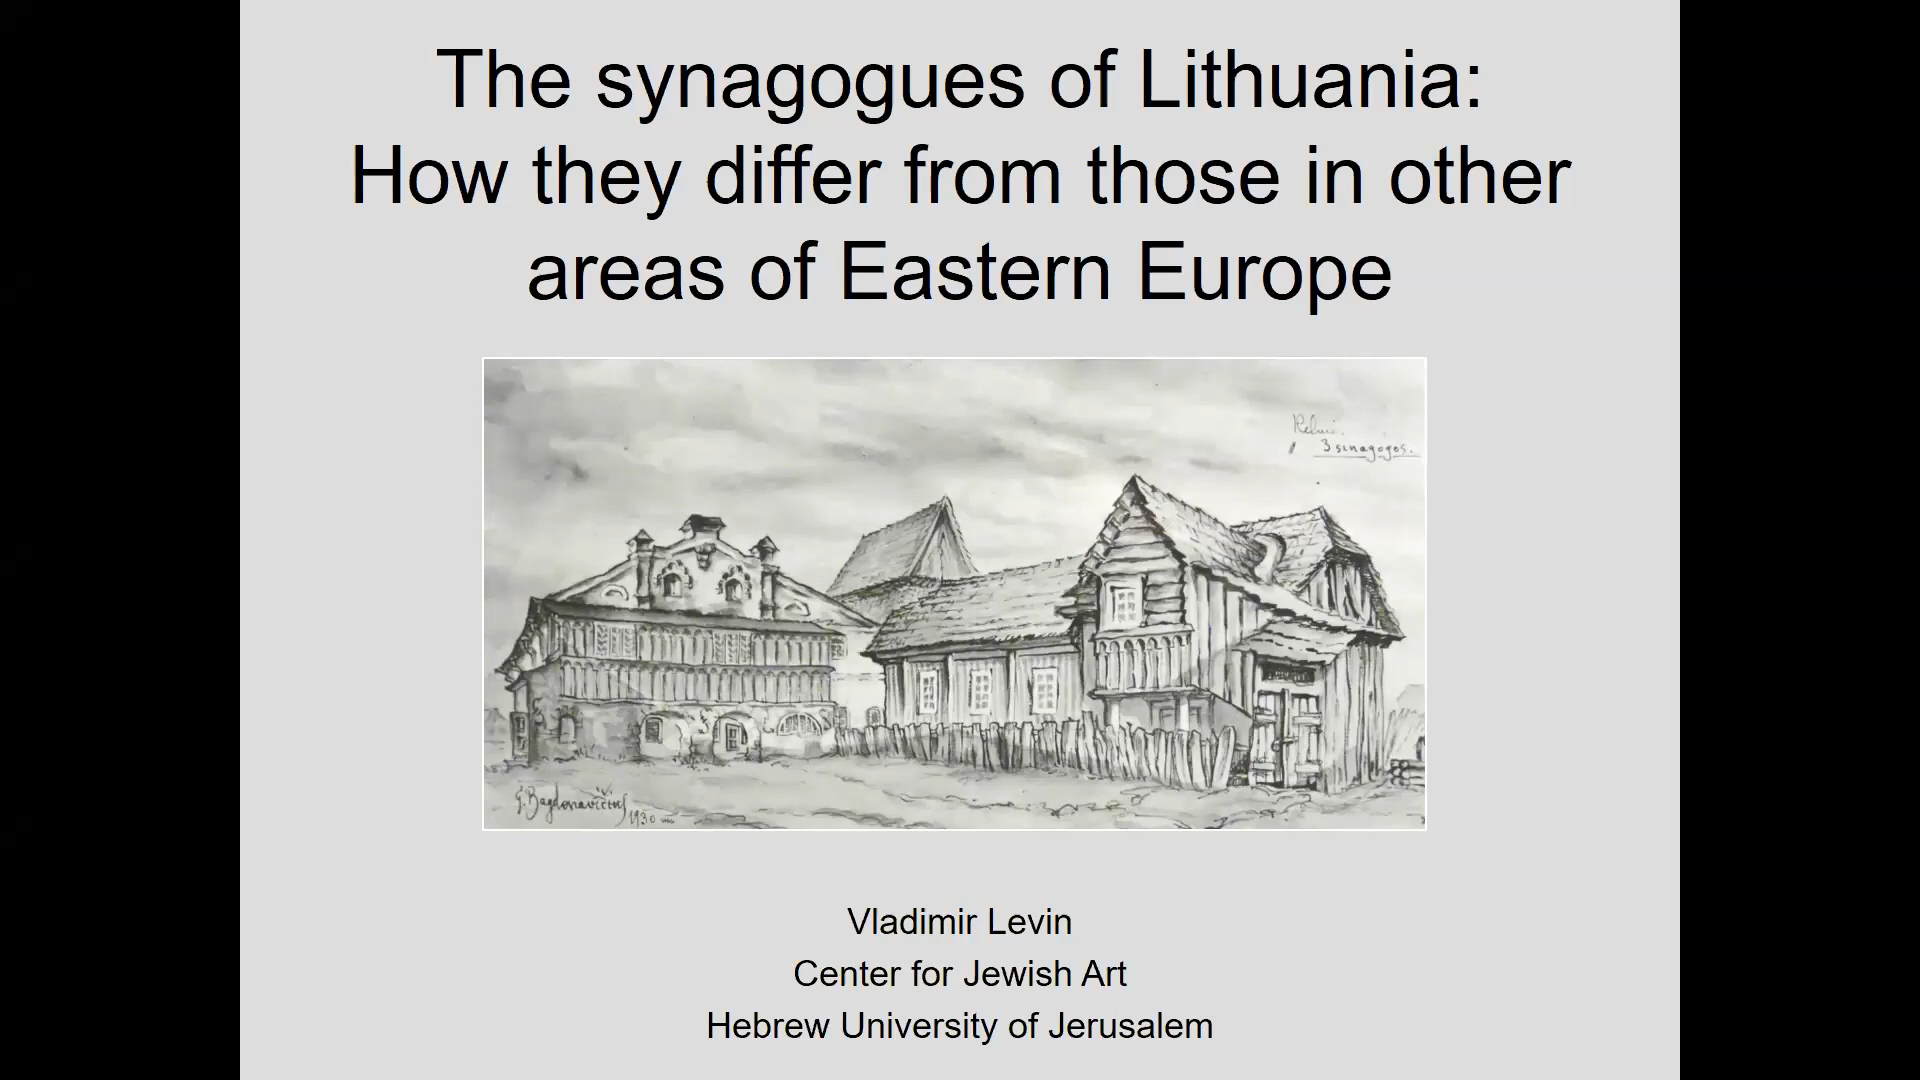 The synagogues of Lithuania:
How they differ from those in other
areas of Eastern Europe
3 sinagogos.
G. Bagdonavičius
1930
Vladimir Levin
Center for Jewish Art
Hebrew University of Jerusalem